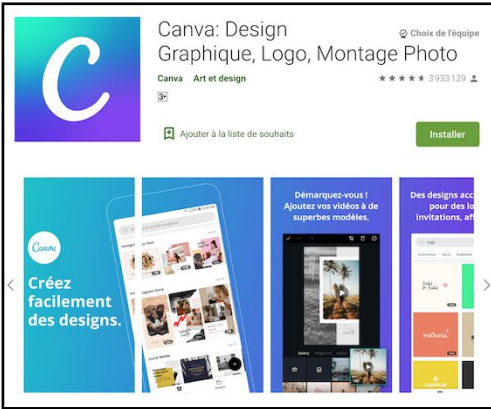 C
Canva: Design
Graphique, Logo, Montage Photo
Choix de l'équipe
Canva Art et design
3 933 129
3+
Ajouter à la liste de souhaits
Installer
Canva
Créez
facilement
des designs.
Démarquez-vous !
Ajoutez vos vidéos à de
superbes modèles.
Des designs acc
pour des lo
invitations, aff